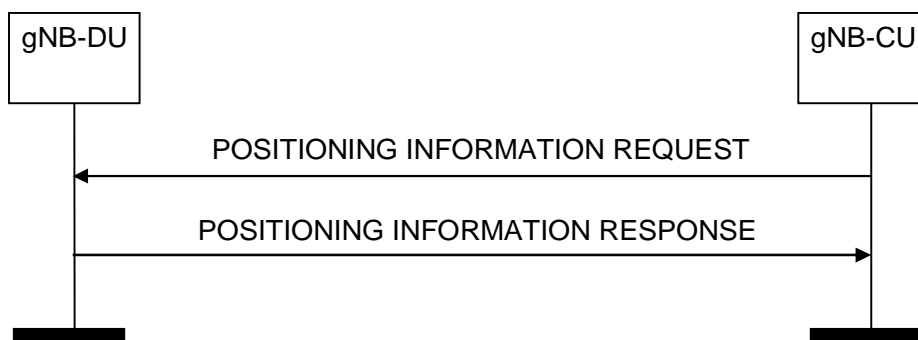 gNB-DU
gNB-CU
POSITIONING INFORMATION REQUEST
POSITIONING INFORMATION RESPONSE